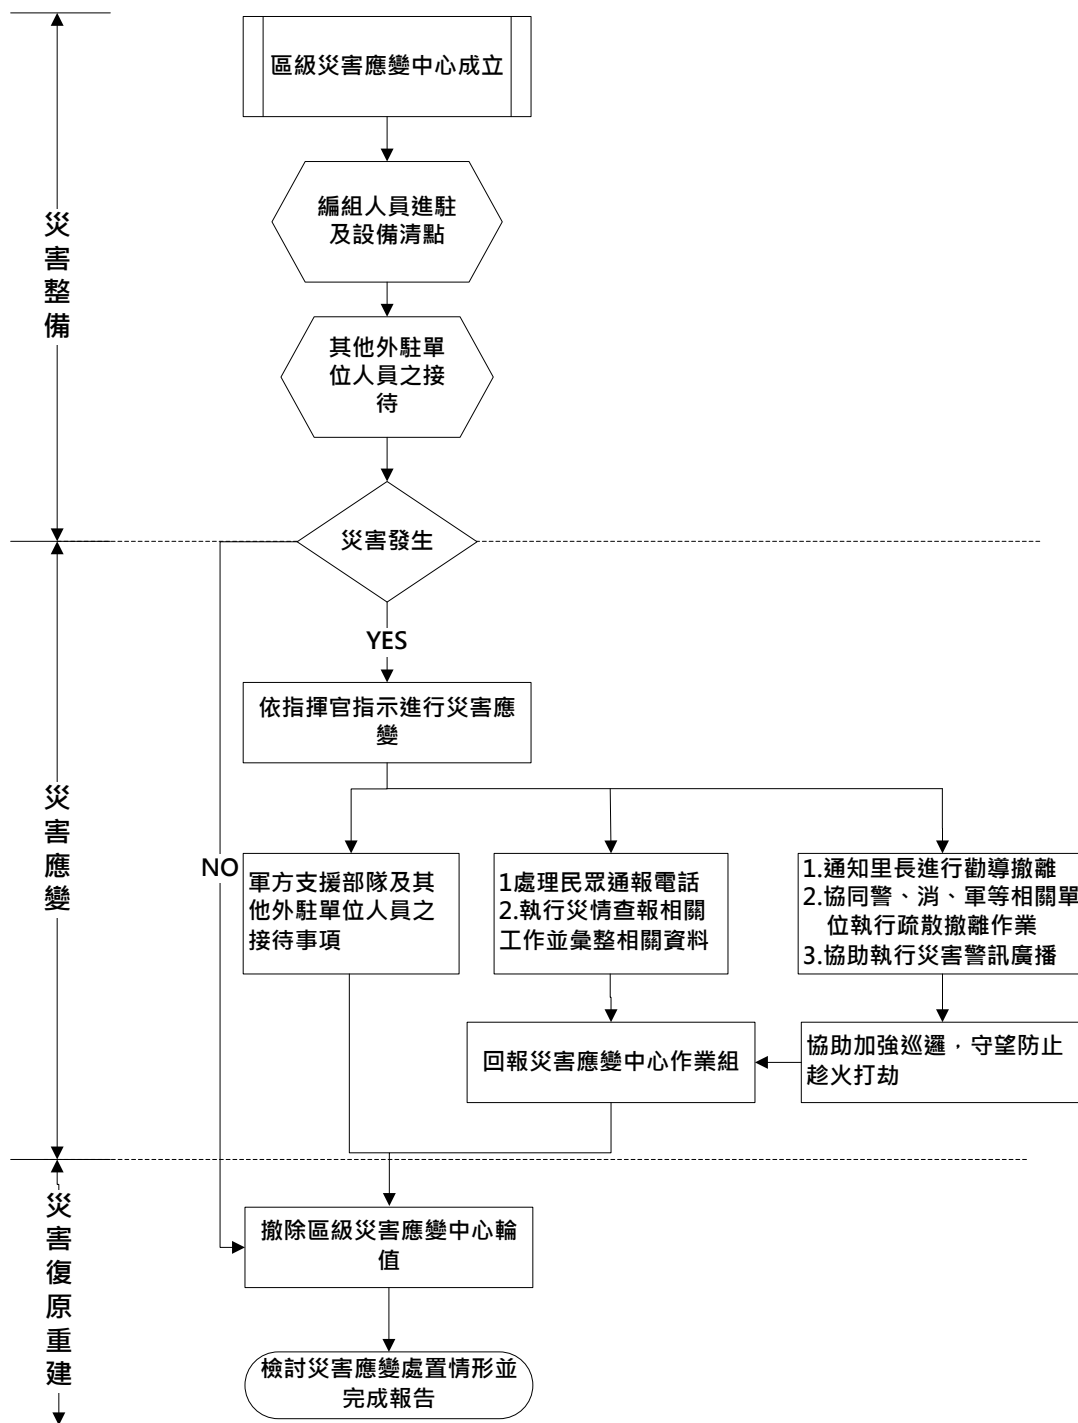 區級災害應變中心成立
編組人員進駐
及設備清點
其他外駐單
位人員之接
待
災害整備
災害發生
YES
依指揮官指示進行災害應
變
災害應變
NO
軍方支援部隊及其
他外駐單位人員之
接待事項
1處理民眾通報電話
2.執行災情查報相關
工作並彙整相關資料
1.通知里長進行勸導撤離
2.協同警、消、軍等相關單
位執行疏散撤離作業
3.協助執行災害警訊廣播
回報災害應變中心作業組
協助加強巡邏，守望防止
趁火打劫
災害復原重建
撤除區級災害應變中心輪
值
檢討災害應變處置情形並
完成報告